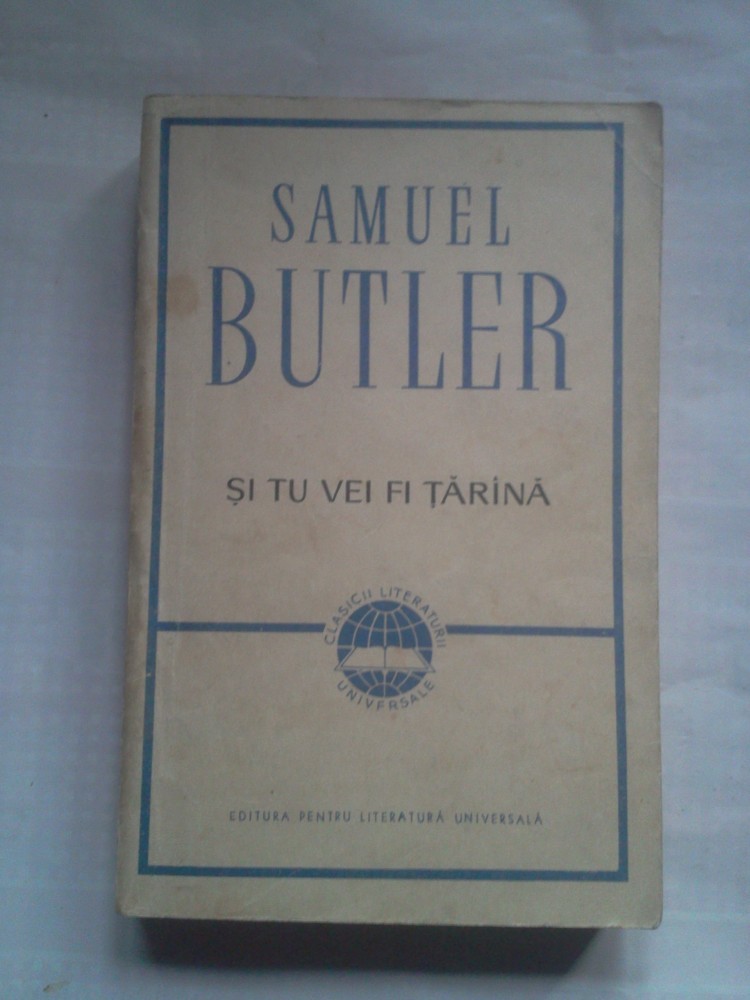 SAMUEL
BUTLER
ȘI TU VEI FI ȚĂRÎNĂ
CLASICII LITERATURII
UNIVERSALE
EDITURA PENTRU LITERATURĂ UNIVERSALĂ